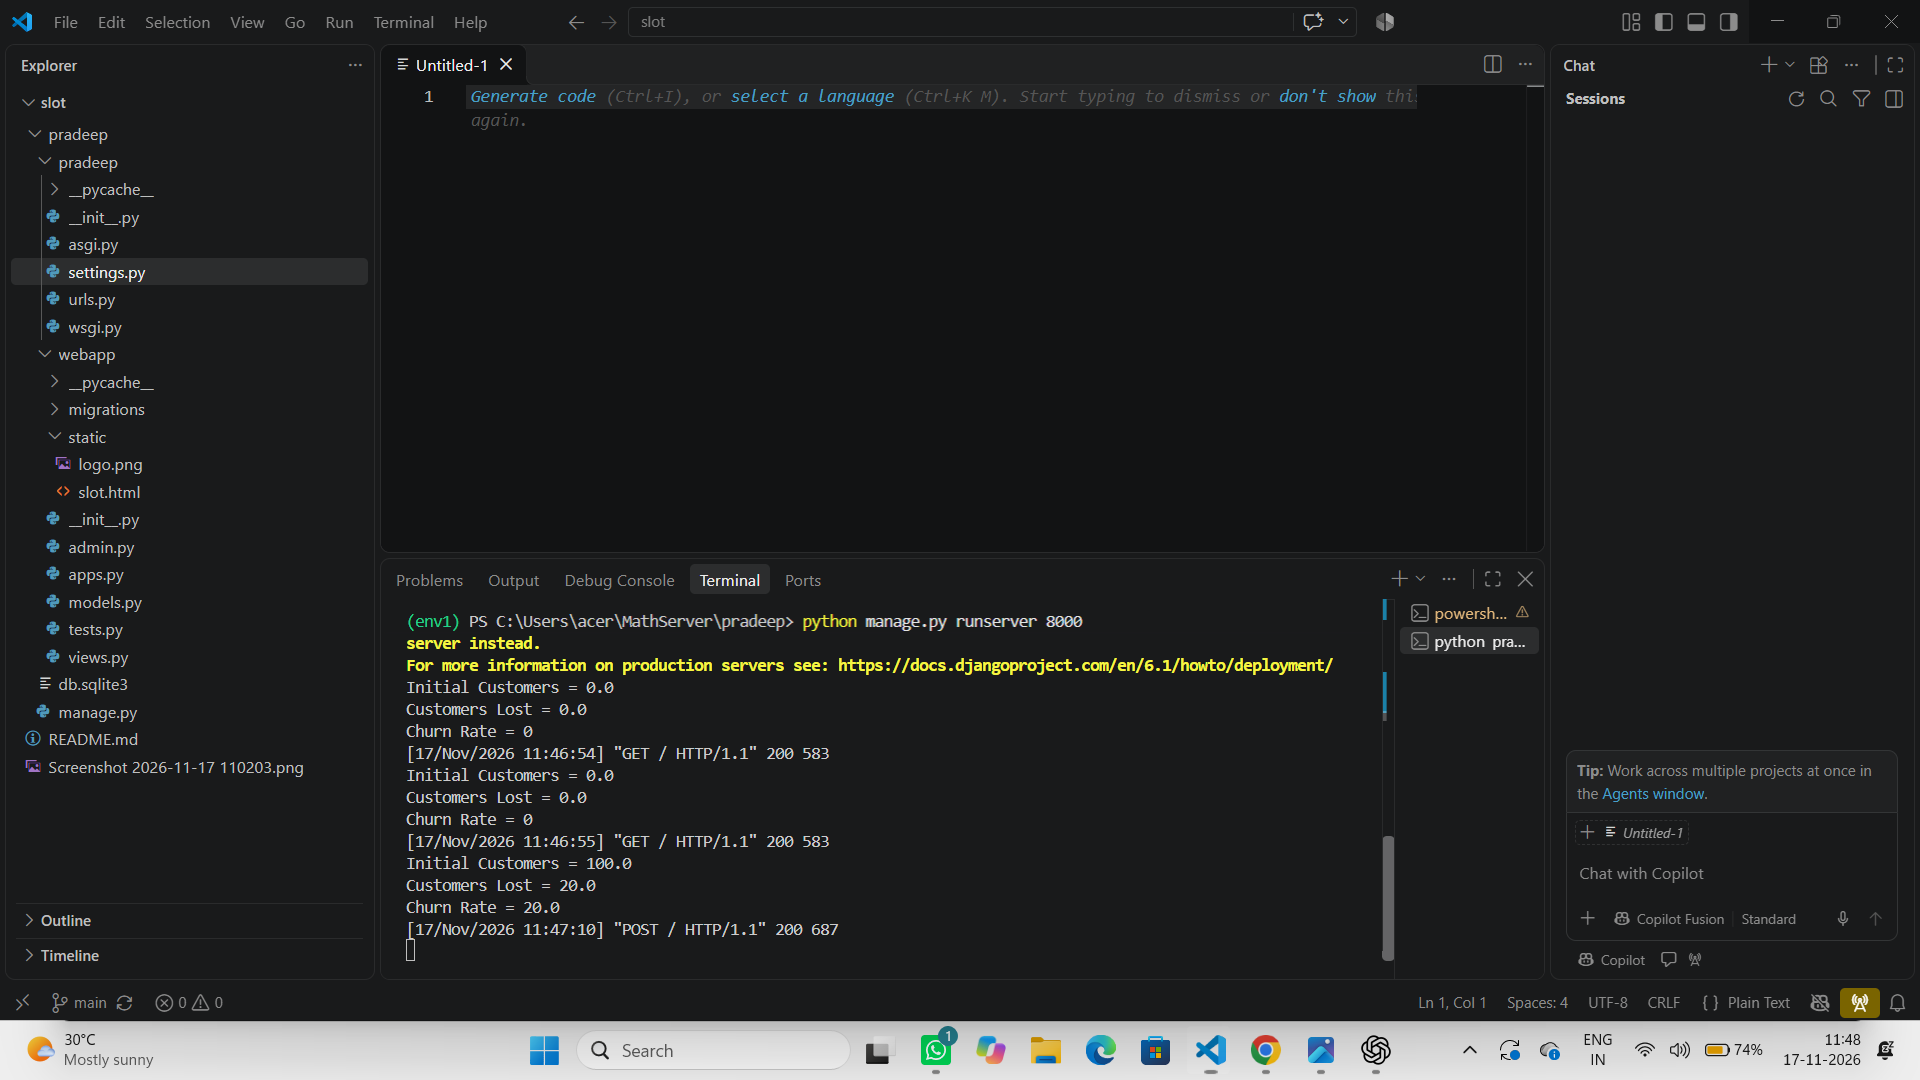 File Edit Selection View Go Run Terminal Help
slot
Explorer
slot
pradeep
pradeep
__pycache__
__init__.py
asgi.py
settings.py
urls.py
wsgi.py
webapp
__pycache__
migrations
static
logo.png
slot.html
__init__.py
admin.py
apps.py
models.py
tests.py
views.py
db.sqlite3
manage.py
README.md
Screenshot 2026-11-17 110203.png
Outline
Timeline
Untitled-1
1
Generate code (Ctrl+I), or select a language (Ctrl+K M). Start typing to dismiss or don't show this
again.
Problems Output Debug Console Terminal Ports
(env1) PS C:\Users\acer\MathServer\pradeep> python manage.py runserver 8000
server instead.
For more information on production servers see: https://docs.djangoproject.com/en/6.1/howto/deployment/
Initial Customers = 0.0
Customers Lost = 0.0
Churn Rate = 0
[17/Nov/2026 11:46:54] "GET / HTTP/1.1" 200 583
Initial Customers = 0.0
Customers Lost = 0.0
Churn Rate = 0
[17/Nov/2026 11:46:55] "GET / HTTP/1.1" 200 583
Initial Customers = 100.0
Customers Lost = 20.0
Churn Rate = 20.0
[17/Nov/2026 11:47:10] "POST / HTTP/1.1" 200 687
powersh...
python pra...
Chat
Sessions
Tip: Work across multiple projects at once in
the Agents window.
Untitled-1
Chat with Copilot
Copilot Fusion Standard
Copilot
main 0 0
Ln 1, Col 1 Spaces: 4 UTF-8 CRLF { } Plain Text
30°C
Mostly sunny
Search
1
ENG
IN
74%
11:48
17-11-2026